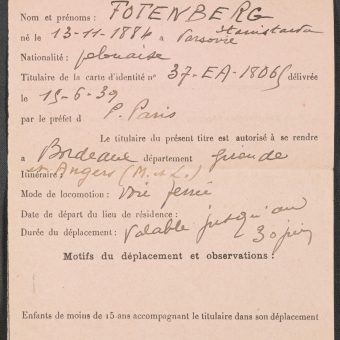 Nom et prénoms : TOTENBERG
Stanislawa
né le 13-11-1884 a Varsovie
Nationalité : polonaise
Titulaire de la carte d'identité n° 37-EA-18065 délivrée
le 15-6-39
par le préfet d P. Paris
Le titulaire du présent titre est autorisé à se rendre
a Bordeaux département Gironde
et Angers (M. et L.)
Itinéraire :
Mode de locomotion : voie ferrée
Date de départ du lieu de résidence :
Durée du déplacement : valable jusqu'au
30 juin
Motifs du déplacement et observations :
Enfants de moins de 15 ans accompagnant le titulaire dans son déplacement